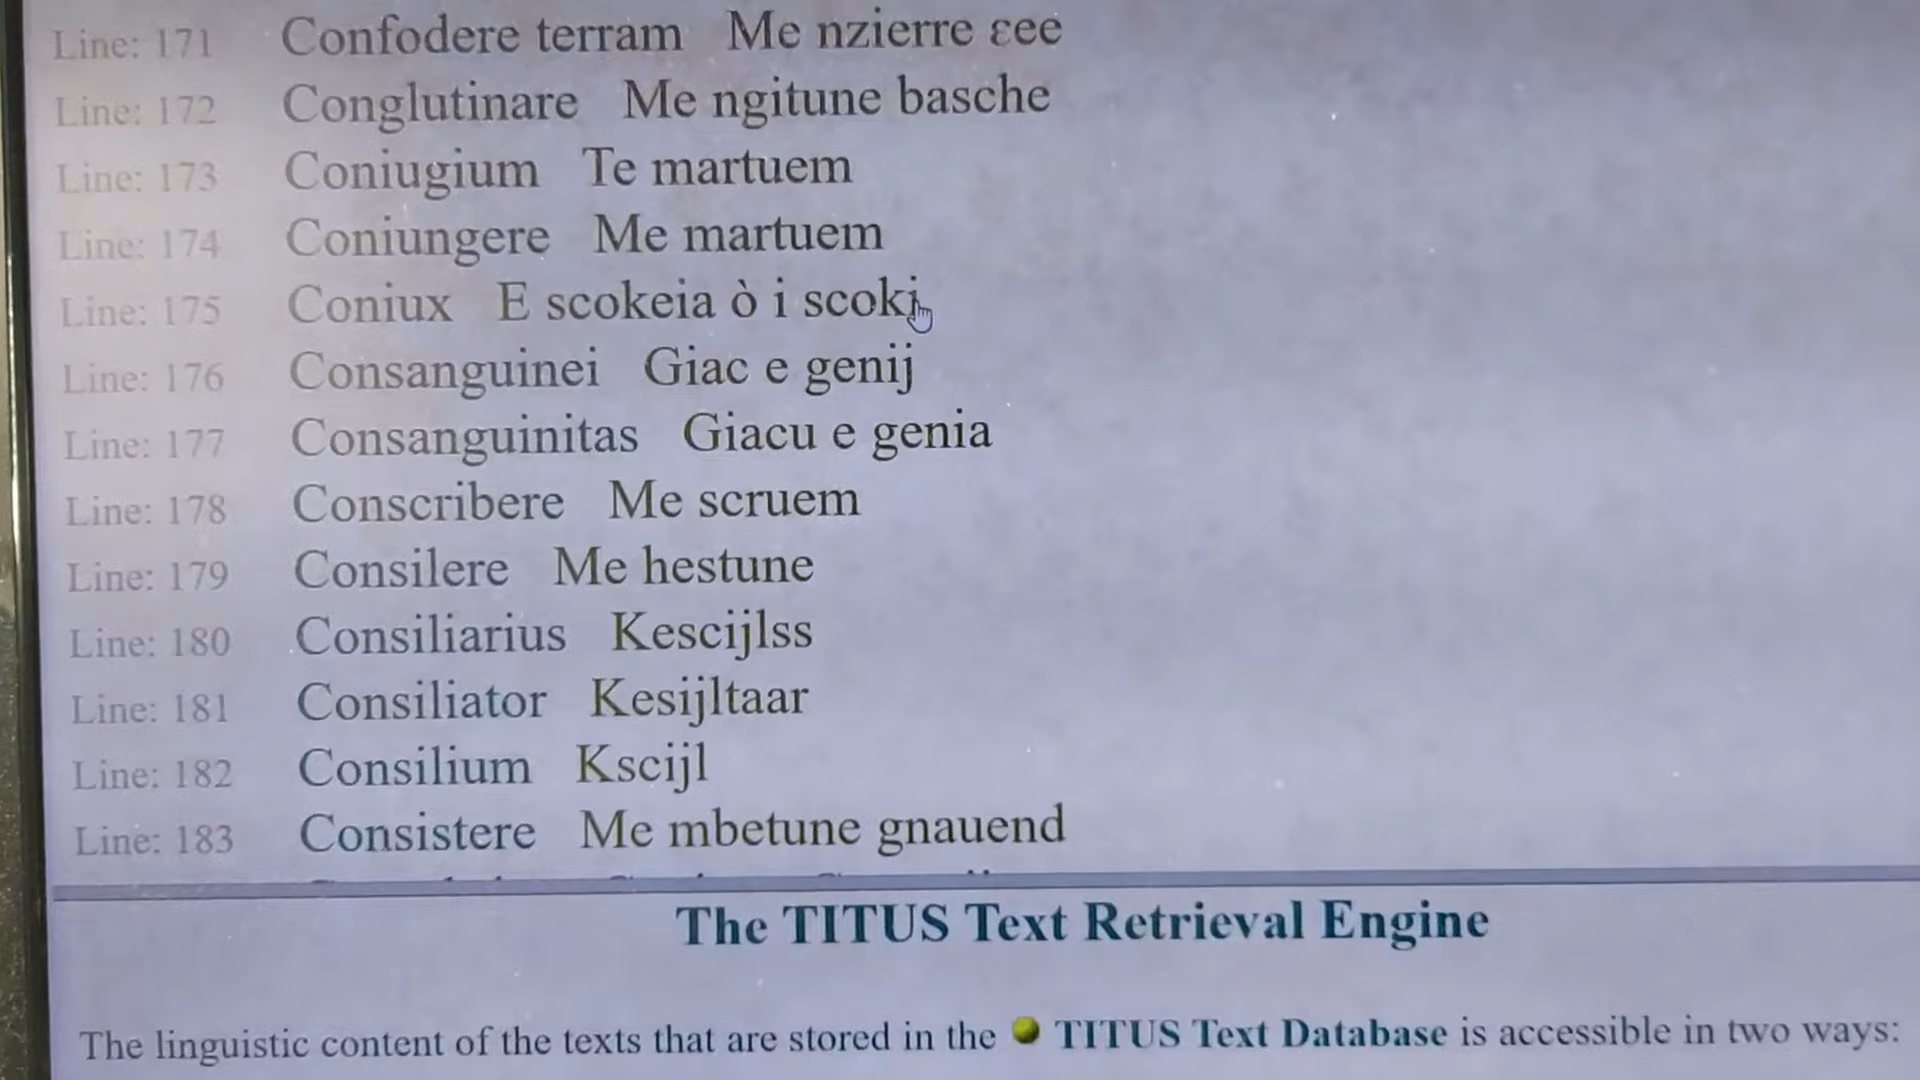 Line: 171 Confodere terram Me nzierre εee
Line: 172 Conglutinare Me ngitune basche
Line: 173 Coniugium Te martuem
Line: 174 Coniungere Me martuem
Line: 175 Coniux E scokeia ò i scoki
Line: 176 Consanguinei Giac e genij
Line: 177 Consanguinitas Giacu e genia
Line: 178 Conscribere Me scruem
Line: 179 Consilere Me hestune
Line: 180 Consiliarius Kescijlss
Line: 181 Consiliator Kesijltaar
Line: 182 Consilium Kscijl
Line: 183 Consistere Me mbetune gnauend
The TITUS Text Retrieval Engine
The linguistic content of the texts that are stored in the TITUS Text Database is accessible in two ways: